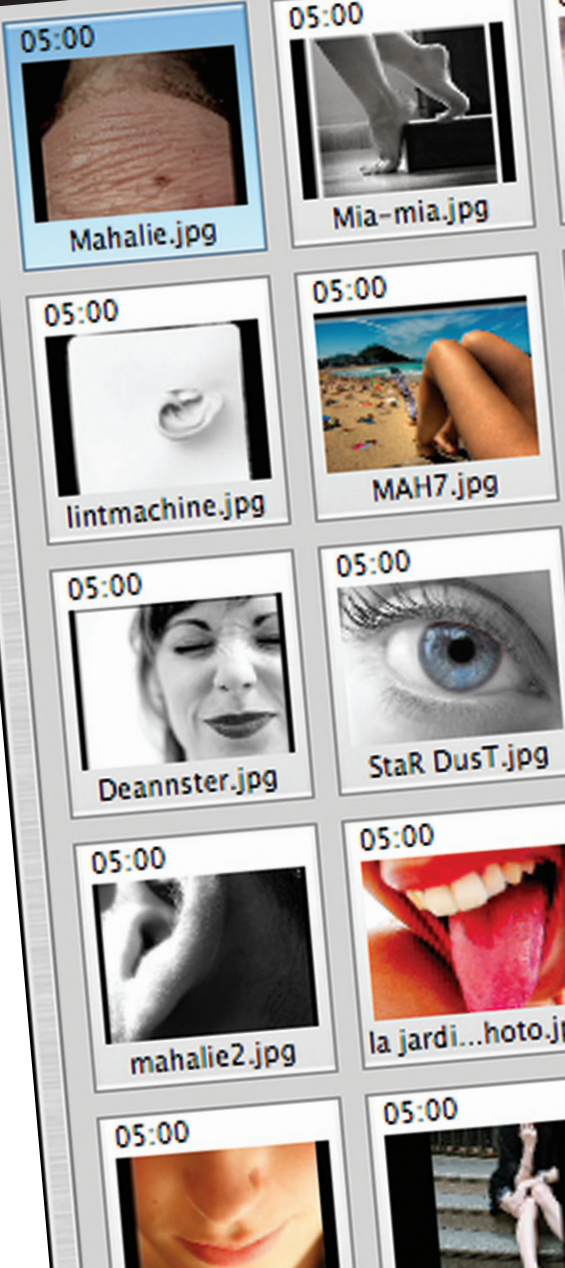 05:00
Mahalie.jpg
05:00
Mia-mia.jpg
05:00
lintmachine.jpg
05:00
MAH7.jpg
05:00
Deannster.jpg
05:00
StaR DusT.jpg
05:00
mahalie2.jpg
05:00
la jardi...hoto.jp
05:00
05:00